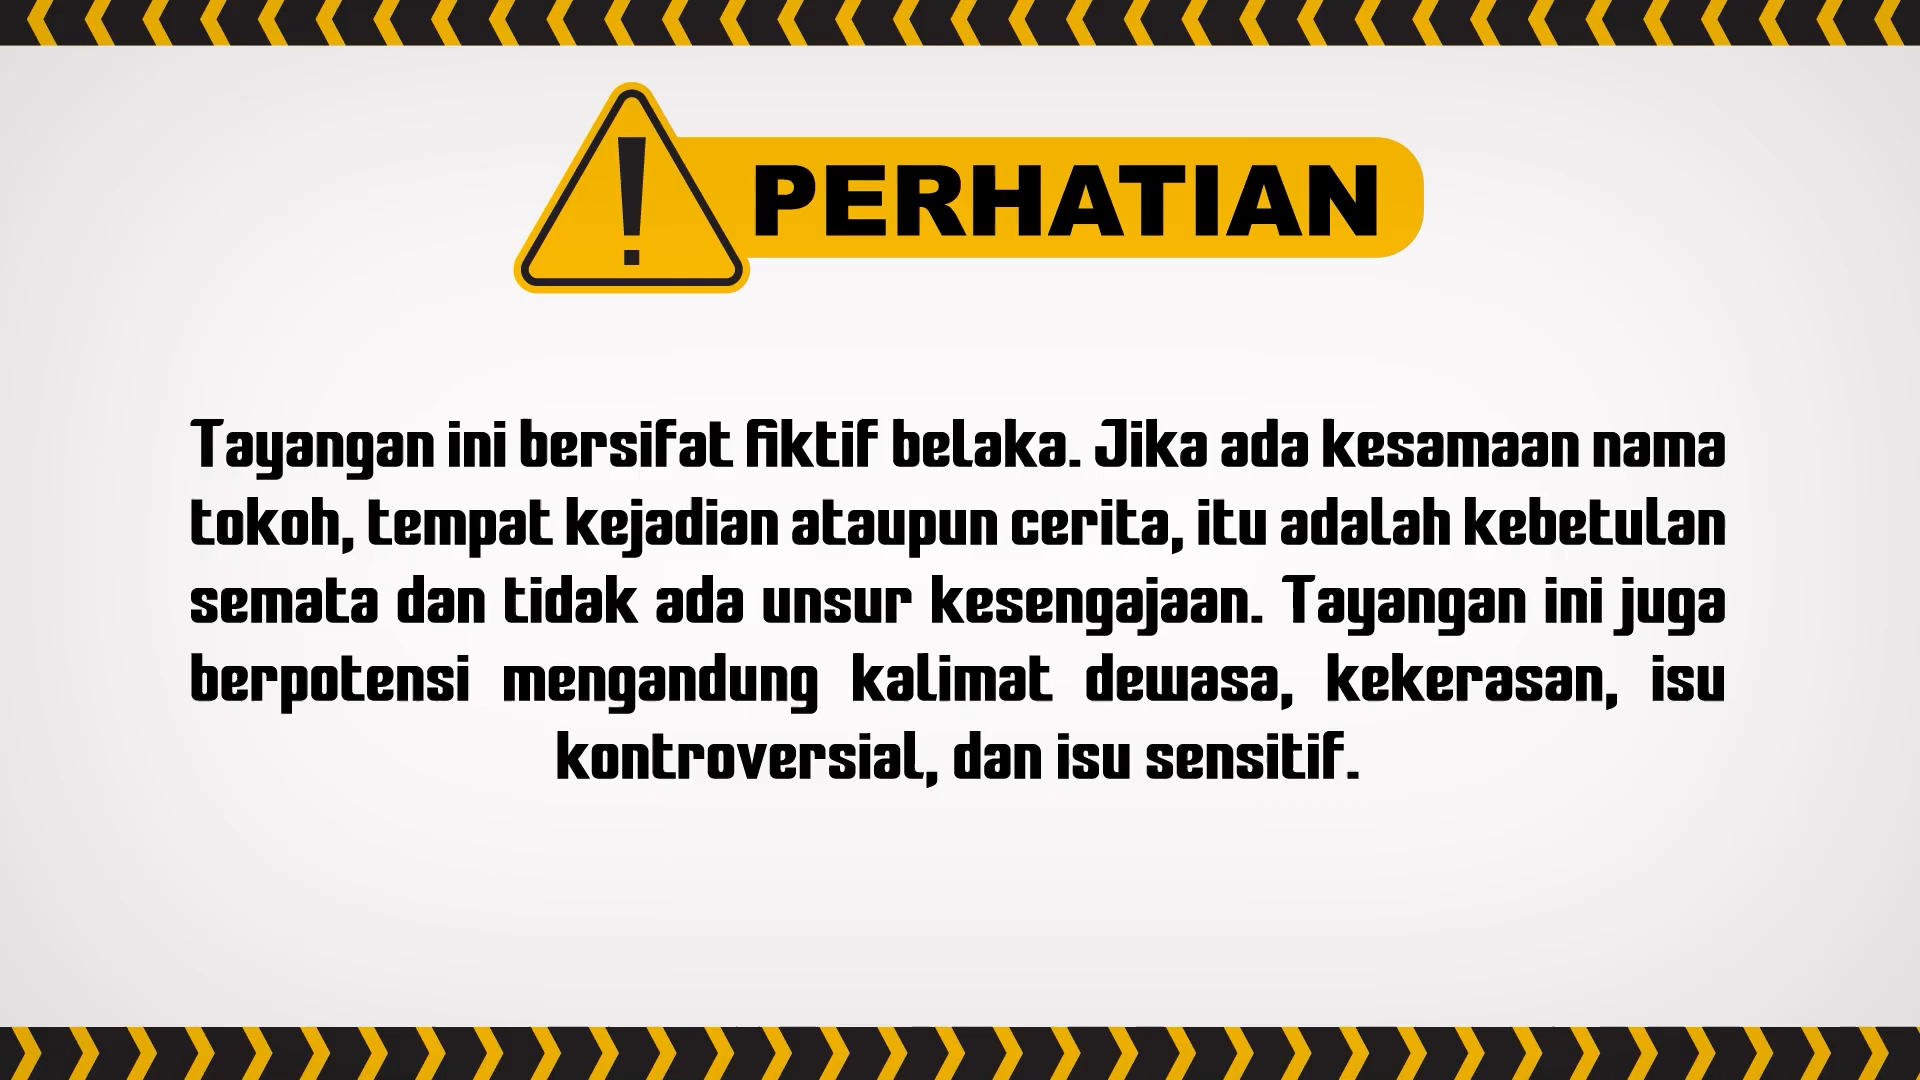 PERHATIAN
Tayangan ini bersifat fiktif belaka. Jika ada kesamaan nama
tokoh, tempat kejadian ataupun cerita, itu adalah kebetulan
semata dan tidak ada unsur kesengajaan. Tayangan ini juga
berpotensi mengandung kalimat dewasa, kekerasan, isu
kontroversial, dan isu sensitif.